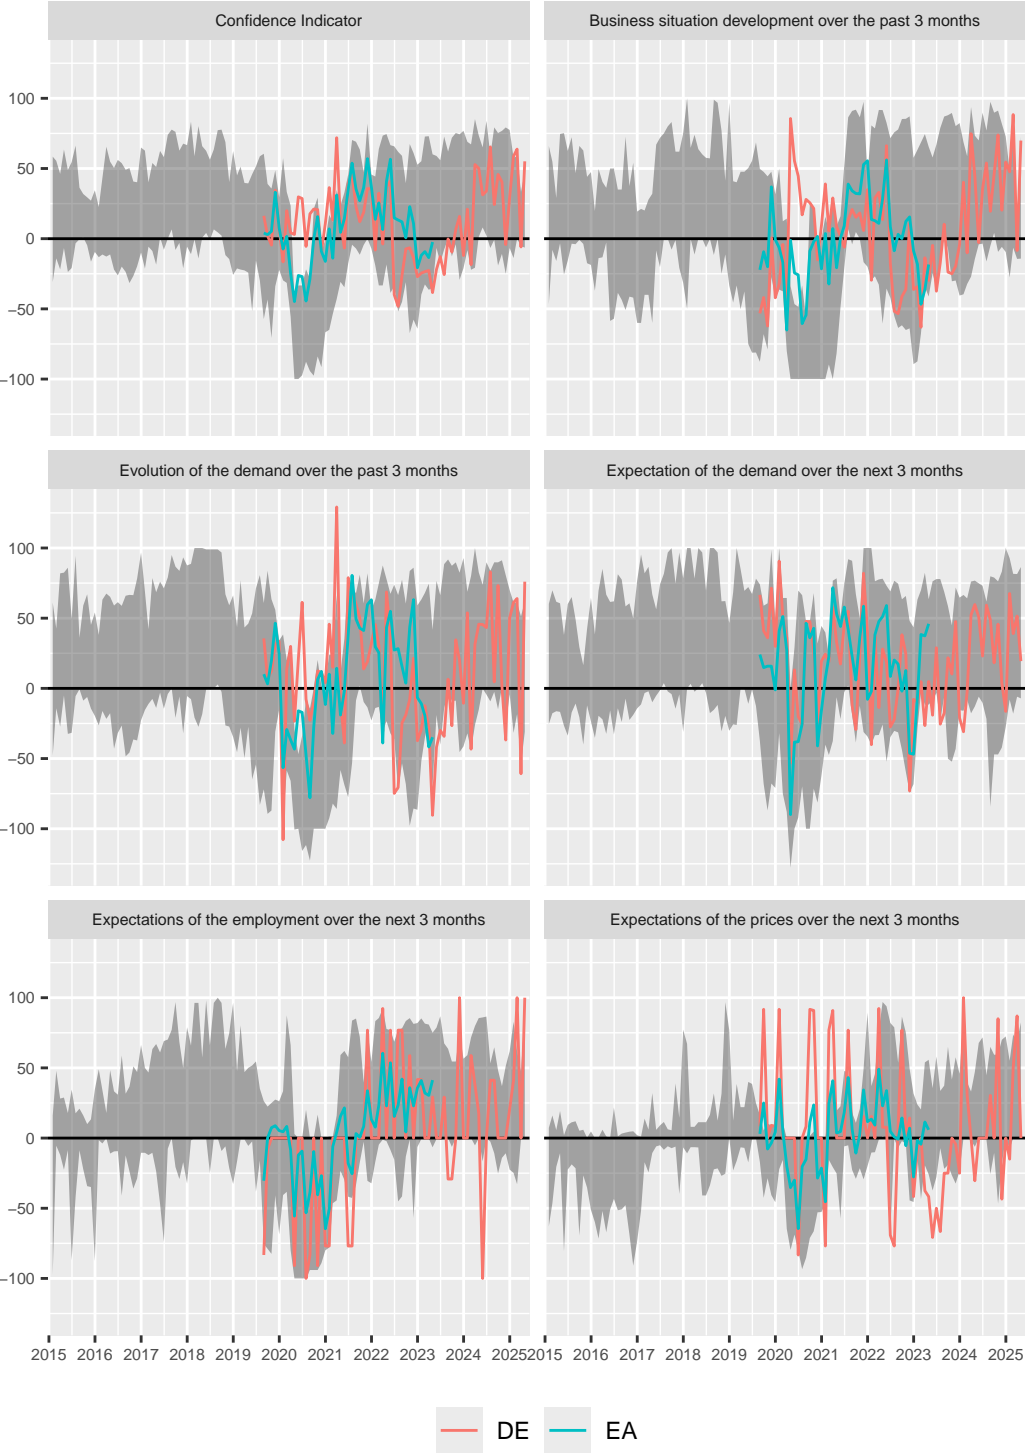 Confidence Indicator
Business situation development over the past 3 months
100
50
0
−50
−100
Evolution of the demand over the past 3 months
Expectation of the demand over the next 3 months
100
50
0
−50
−100
Expectations of the employment over the next 3 months
Expectations of the prices over the next 3 months
100
50
0
−50
−100
2015 2016 2017 2018 2019 2020 2021 2022 2023 2024 2025 2015 2016 2017 2018 2019 2020 2021 2022 2023 2024 2025
DE EA